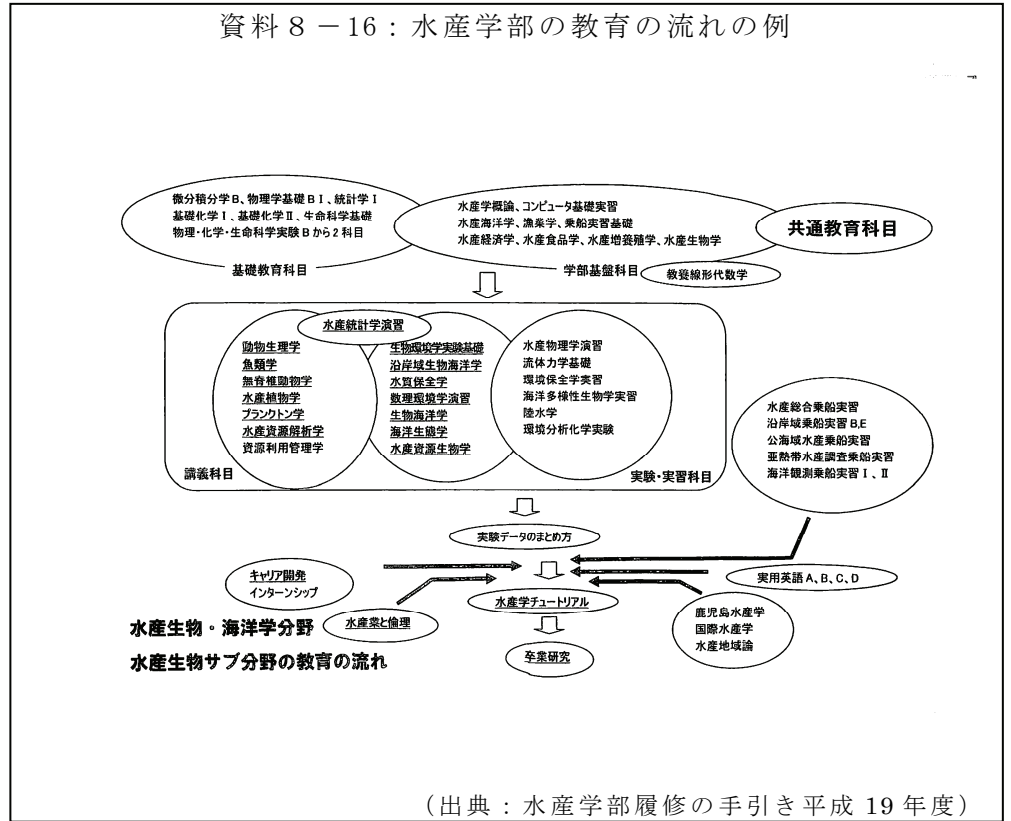 資料8－16：水産学部の教育の流れの例
微分積分学B、物理学基礎BⅠ、統計学Ⅰ
基礎化学Ⅰ、基礎化学Ⅱ、生命科学基礎
物理・化学・生命科学実験Bから2科目
基礎教育科目
水産学概論、コンピュータ基礎実習
水産海洋学、漁業学、乗船実習基礎
水産経済学、水産食品学、水産増養殖学、水産生物学
学部基盤科目
共通教育科目
教養線形代数学
水産統計学演習
動物生理学
魚類学
無脊椎動物学
水産植物学
プランクトン学
水産資源解析学
資源利用管理学
講義科目
生物環境学実験基礎
沿岸域生物海洋学
水質保全学
数理環境学演習
生物海洋学
海洋生態学
水産資源生物学
水産物理学演習
流体力学基礎
環境保全学実習
海洋多様性生物学実習
陸水学
環境分析化学実験
実験・実習科目
水産総合乗船実習
沿岸域乗船実習B,E
公海域水産乗船実習
亜熱帯水産調査乗船実習
海洋観測乗船実習Ⅰ、Ⅱ
実験データのまとめ方
キャリア開発
インターンシップ
水産業と倫理
水産学チュートリアル
実用英語A、B、C、D
鹿児島水産学
国際水産学
水産地域論
卒業研究
水産生物・海洋学分野
水産生物サブ分野の教育の流れ
（出典：水産学部履修の手引き平成19年度）